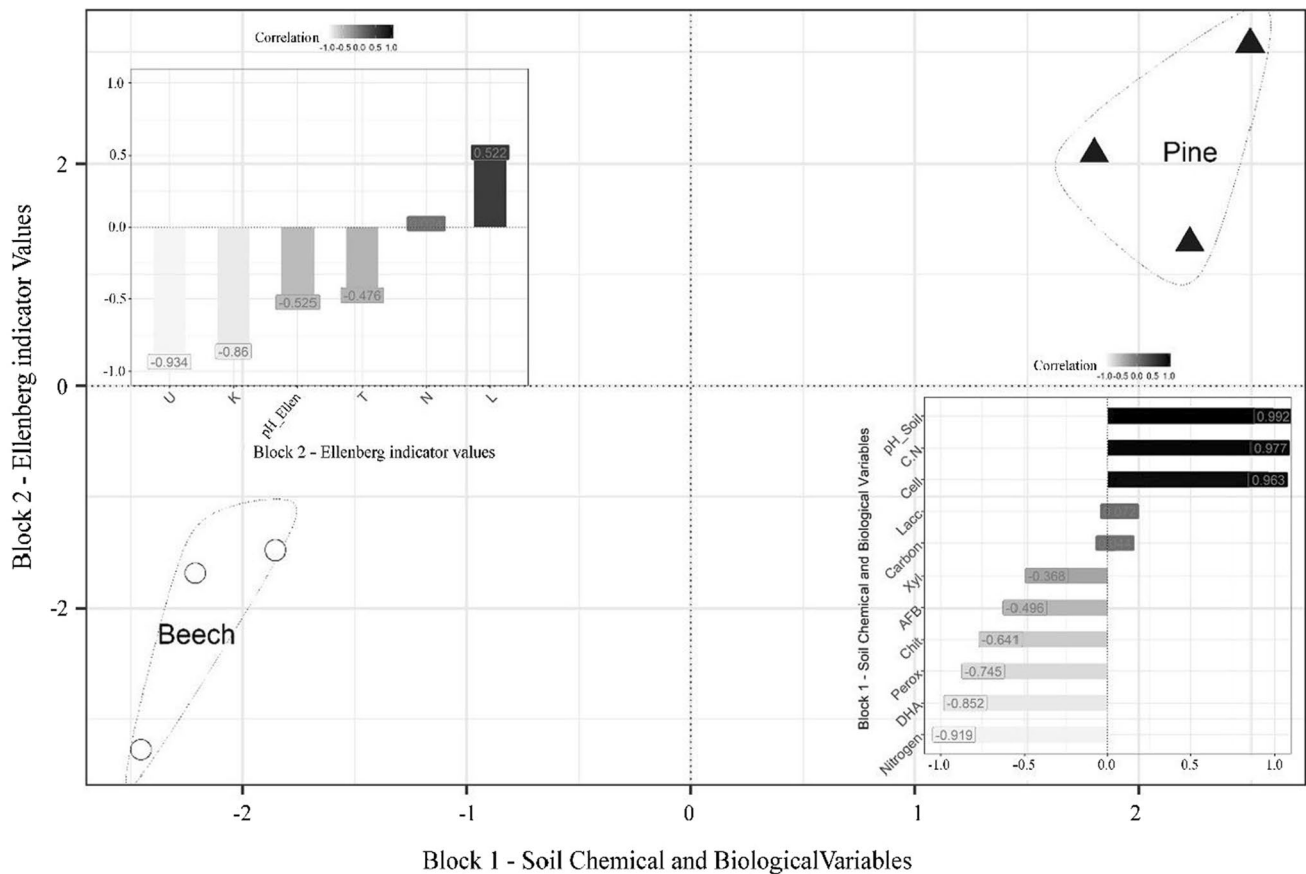 Correlation
-1.0-0.5 0.0 0.5 1.0
1.0
0.5
0.0
-0.5
-1.0
0.522
-0.476
-0.525
-0.86
-0.934
U
K
pH_Ellen
T
N
L
Block 2 - Ellenberg indicator values
Pine
Beech
Correlation
-1.0-0.5 0.0 0.5 1.0
Block 1 - Soil Chemical and Biological Variables
pH_Soil
0.992
C.N
0.977
Cell
0.963
Lacc
0.072
Carbon
Xyl
-0.368
AFB
-0.496
Chit
-0.641
Perox
-0.745
DHA
-0.852
Nitrogen
-0.919
-1.0
-0.5
0.0
0.5
1.0
Block 2 - Ellenberg indicator Values
2
0
-2
-2
-1
0
1
2
Block 1 - Soil Chemical and BiologicalVariables